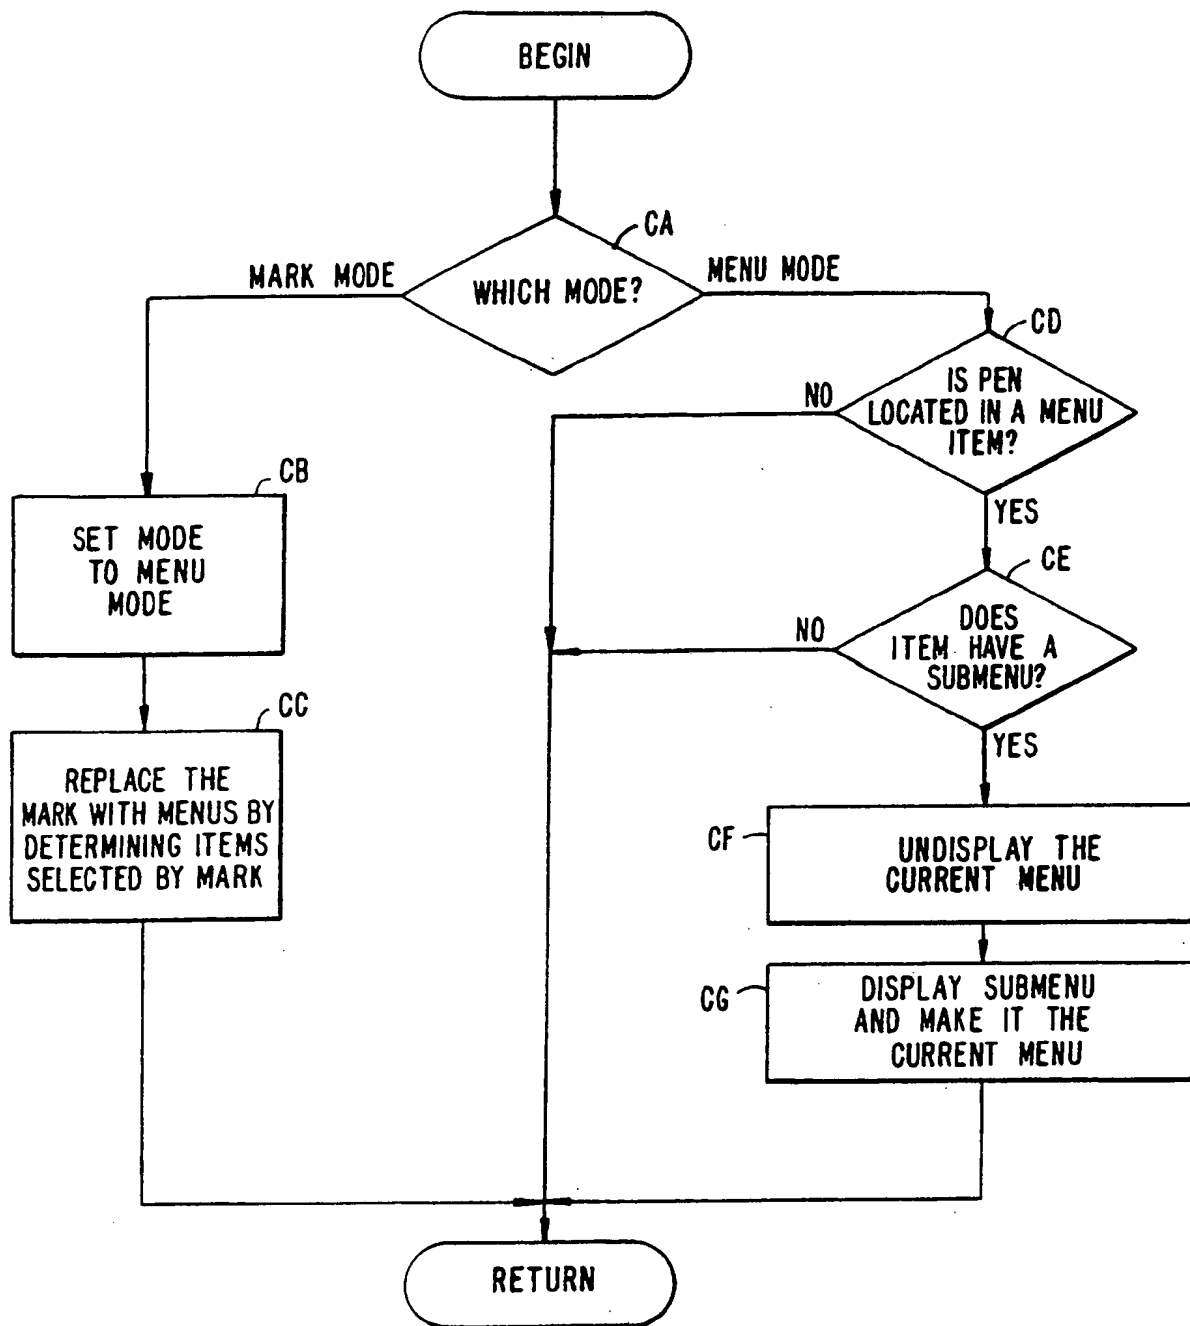 BEGIN
CA
MARK MODE
WHICH MODE?
MENU MODE
CD
IS PEN
LOCATED IN A MENU
ITEM?
NO
YES
CB
SET MODE
TO MENU
MODE
CE
DOES
ITEM HAVE A
SUBMENU?
NO
YES
CC
REPLACE THE
MARK WITH MENUS BY
DETERMINING ITEMS
SELECTED BY MARK
CF
UNDISPLAY THE
CURRENT MENU
CG
DISPLAY SUBMENU
AND MAKE IT THE
CURRENT MENU
RETURN